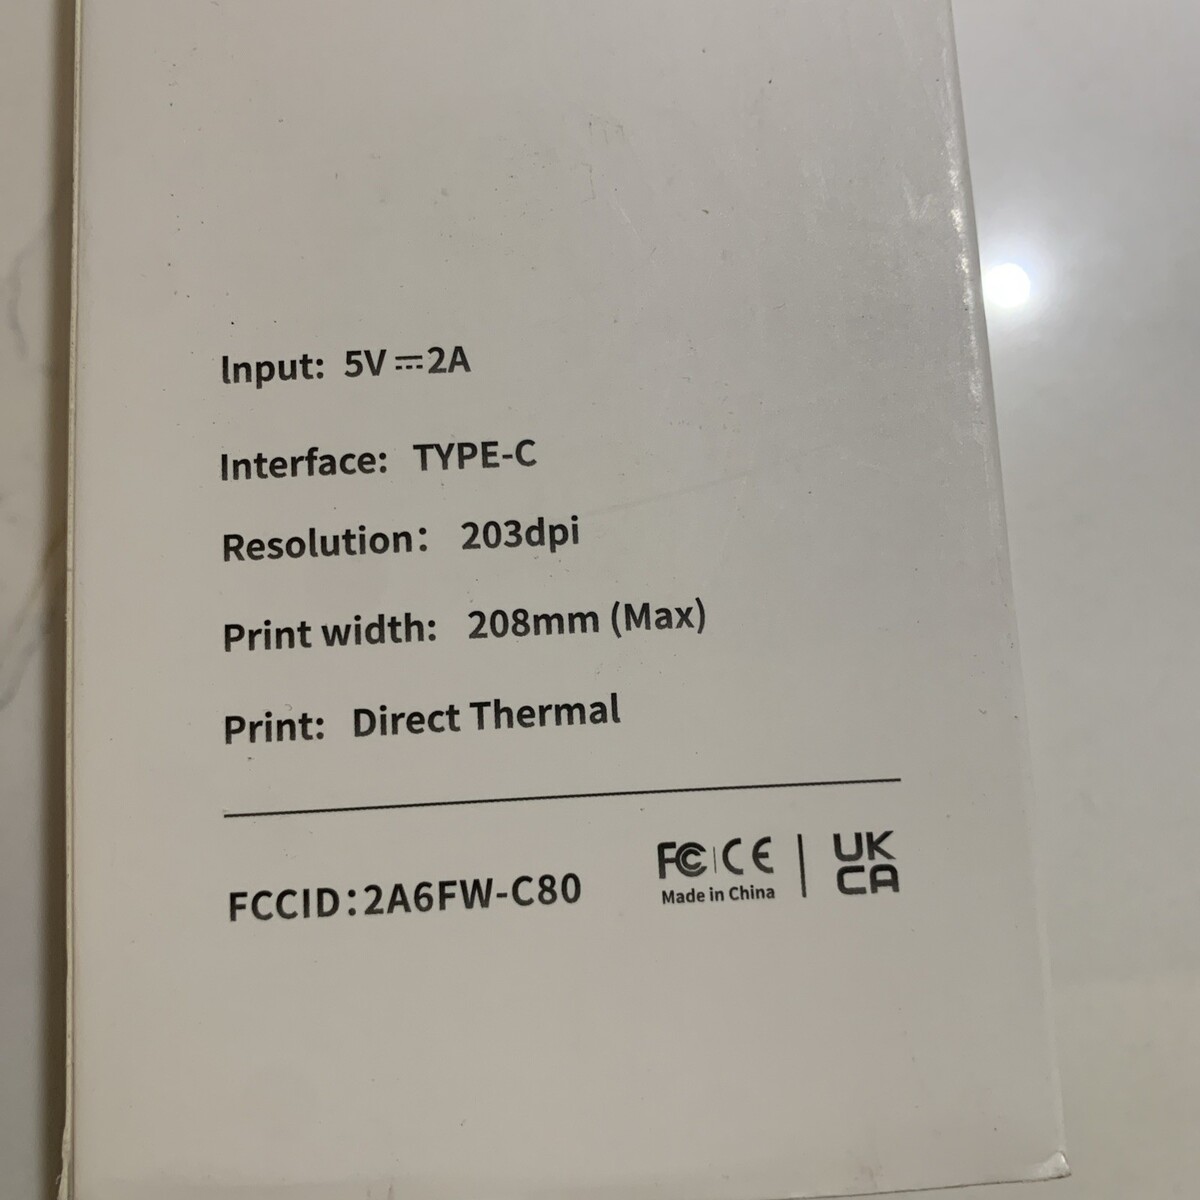 Input: 5V⎓2A
Interface: TYPE-C
Resolution: 203dpi
Print width: 208mm (Max)
Print: Direct Thermal
FCCID:2A6FW-C80
FC CE
Made in China
UK
CA